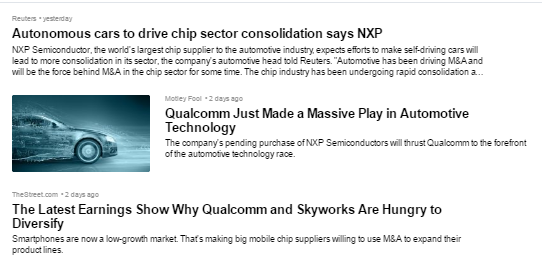 Reuters • yesterday
Autonomous cars to drive chip sector consolidation says NXP
NXP Semiconductor, the world's largest chip supplier to the automotive industry, expects efforts to make self-driving cars will
lead to more consolidation in its sector, the company's automotive head told Reuters. "Automotive has been driving M&A and
will be the force behind M&A in the chip sector for some time. The chip industry has been undergoing rapid consolidation a...
Motley Fool • 2 days ago
Qualcomm Just Made a Massive Play in Automotive
Technology
The company's pending purchase of NXP Semiconductors will thrust Qualcomm to the forefront
of the automotive technology race.
TheStreet.com • 2 days ago
The Latest Earnings Show Why Qualcomm and Skyworks Are Hungry to
Diversify
Smartphones are now a low-growth market. That's making big mobile chip suppliers willing to use M&A to expand their
product lines.